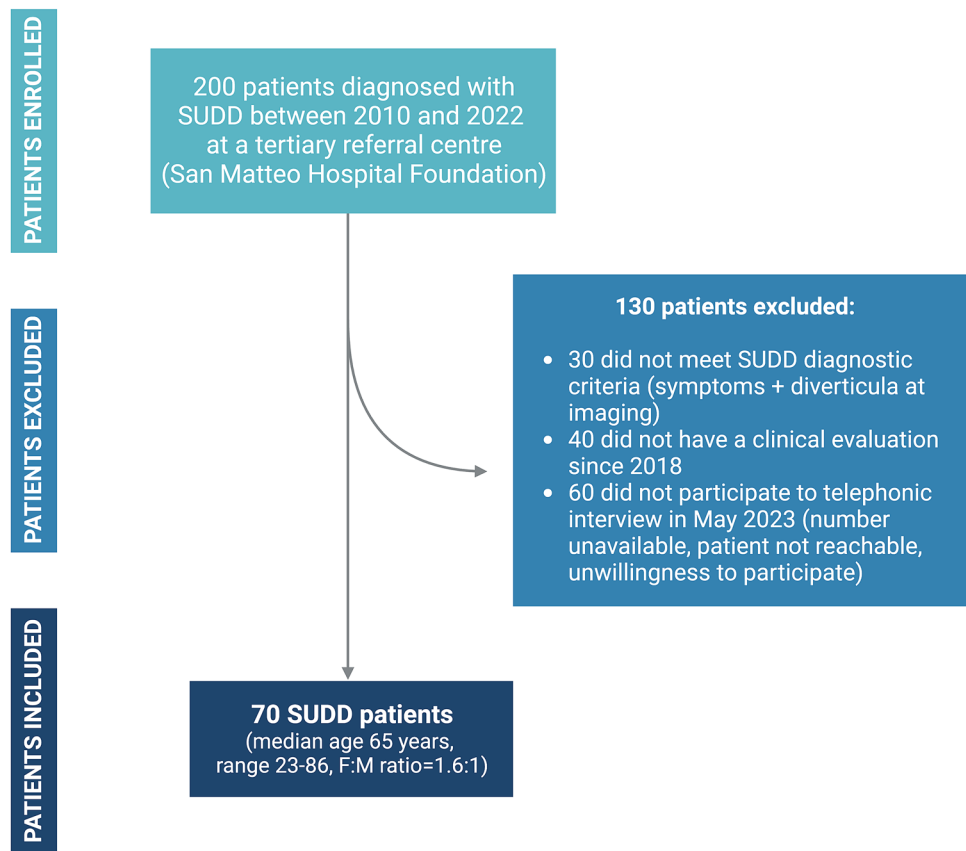 PATIENTS ENROLLED
200 patients diagnosed with
SUDD between 2010 and 2022
at a tertiary referral centre
(San Matteo Hospital Foundation)
PATIENTS EXCLUDED
130 patients excluded:
• 30 did not meet SUDD diagnostic
criteria (symptoms + diverticula at
imaging)
• 40 did not have a clinical evaluation
since 2018
• 60 did not participate to telephonic
interview in May 2023 (number
unavailable, patient not reachable,
unwillingness to participate)
PATIENTS INCLUDED
70 SUDD patients
(median age 65 years,
range 23-86, F:M ratio=1.6:1)